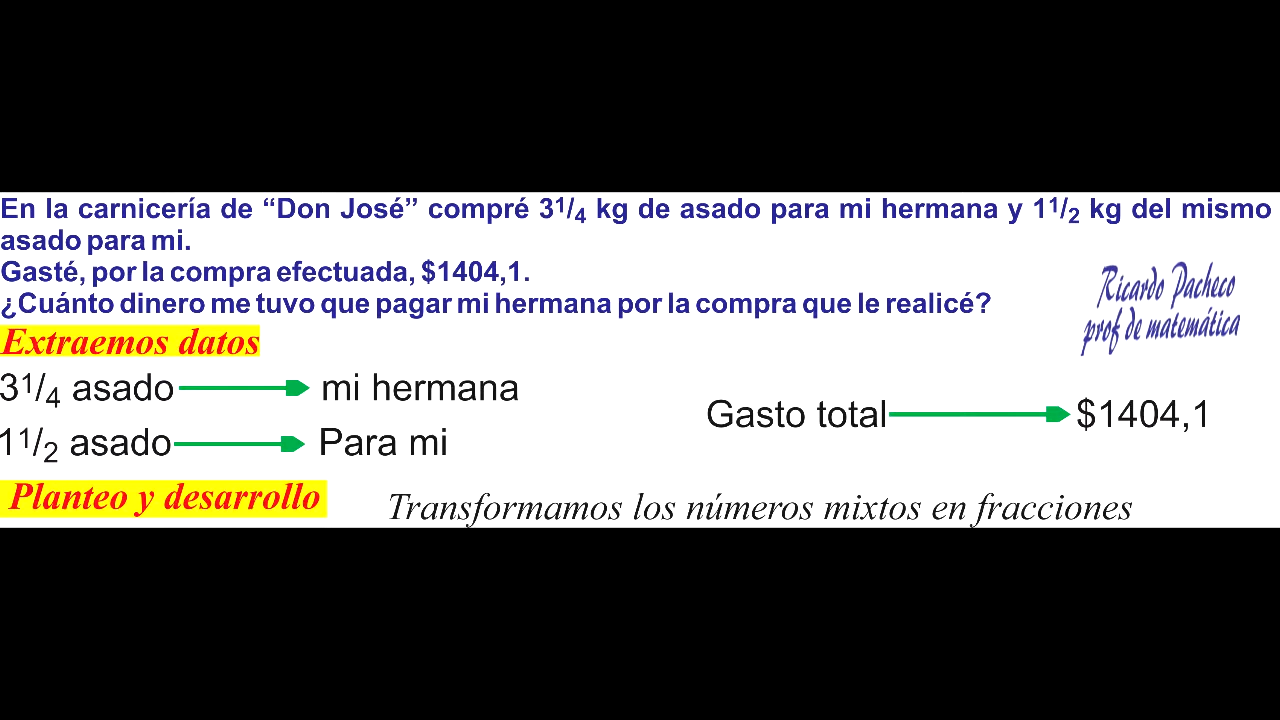 En la carnicería de “Don José” compré 3¹/₄ kg de asado para mi hermana y 1¹/₂ kg del mismo
asado para mi.
Gasté, por la compra efectuada, $1404,1.
¿Cuánto dinero me tuvo que pagar mi hermana por la compra que le realicé?
Ricardo Pacheco
prof de matemática
Extraemos datos
3¹/₄ asado mi hermana
Gasto total $1404,1
1¹/₂ asado Para mi
Planteo y desarrollo Transformamos los números mixtos en fracciones